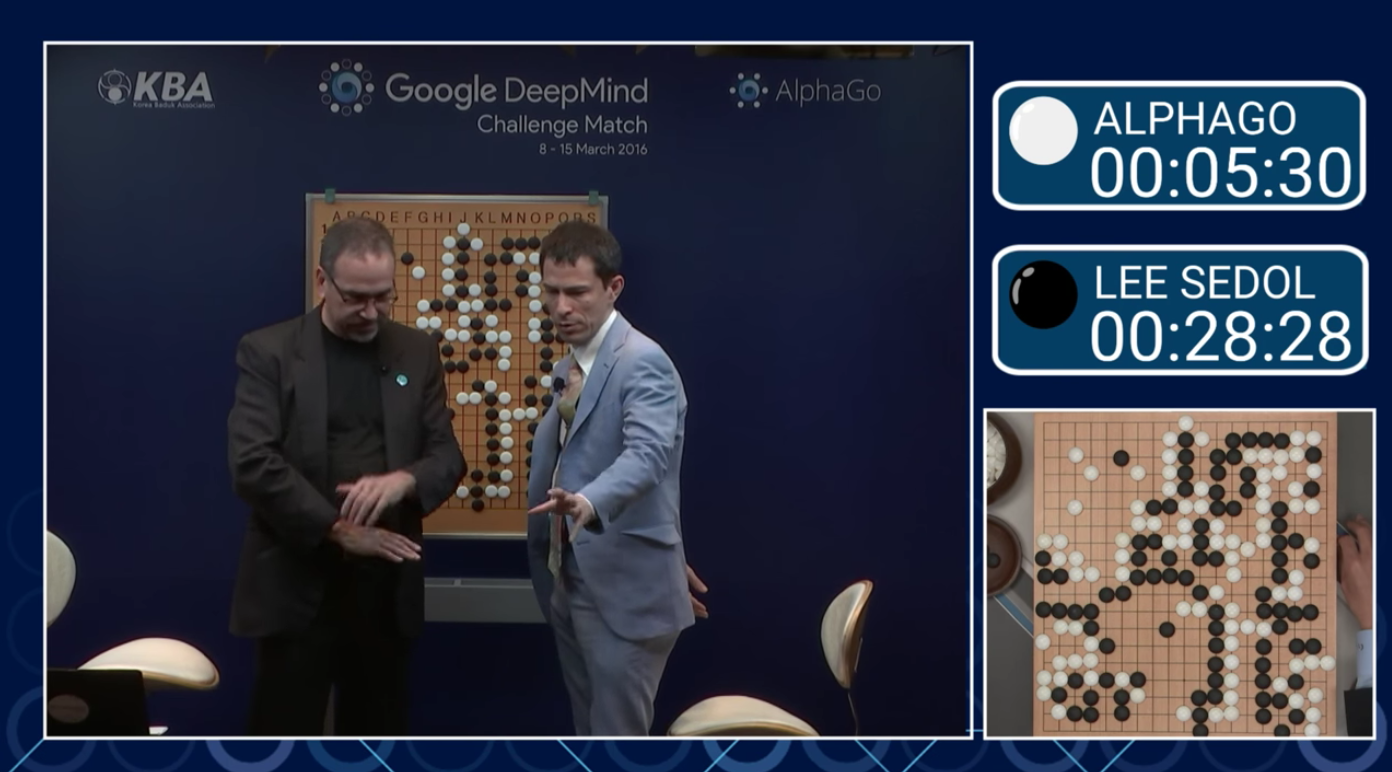 KBA
Korea Baduk Association
Google DeepMind
Challenge Match
8 - 15 March 2016
AlphaGo
ALPHAGO
00:05:30
LEE SEDOL
00:28:28